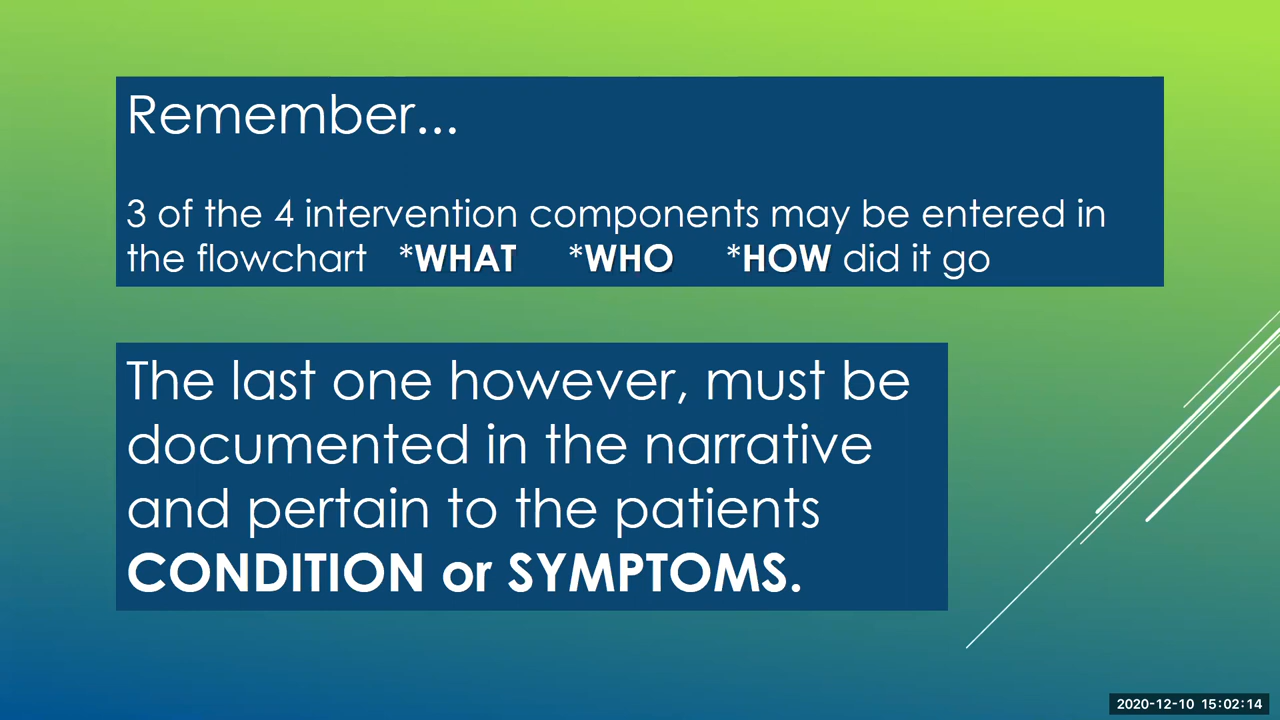 Remember...
3 of the 4 intervention components may be entered in
the flowchart *WHAT *WHO *HOW did it go
The last one however, must be
documented in the narrative
and pertain to the patients
CONDITION or SYMPTOMS.
2020-12-10 15:02:14